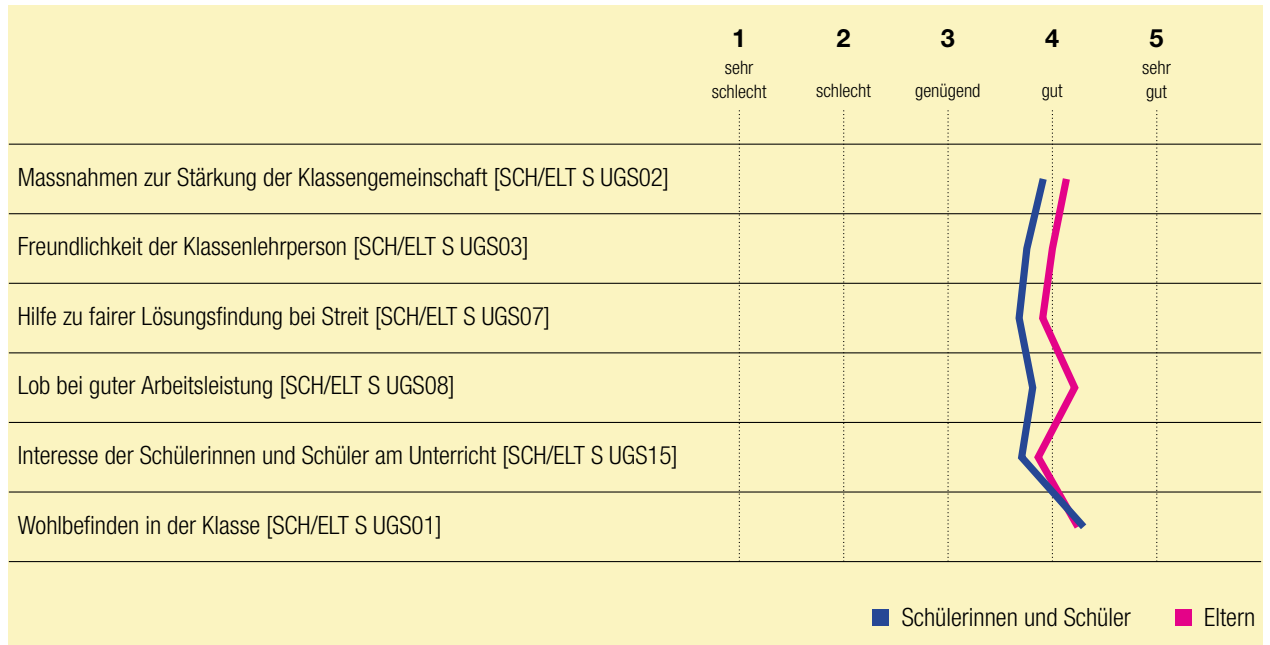 1 2 3 4 5
sehr schlecht schlecht genügend gut sehr gut
Massnahmen zur Stärkung der Klassengemeinschaft [SCH/ELT S UGS02]
Freundlichkeit der Klassenlehrperson [SCH/ELT S UGS03]
Hilfe zu fairer Lösungsfindung bei Streit [SCH/ELT S UGS07]
Lob bei guter Arbeitsleistung [SCH/ELT S UGS08]
Interesse der Schülerinnen und Schüler am Unterricht [SCH/ELT S UGS15]
Wohlbefinden in der Klasse [SCH/ELT S UGS01]
Schülerinnen und Schüler Eltern